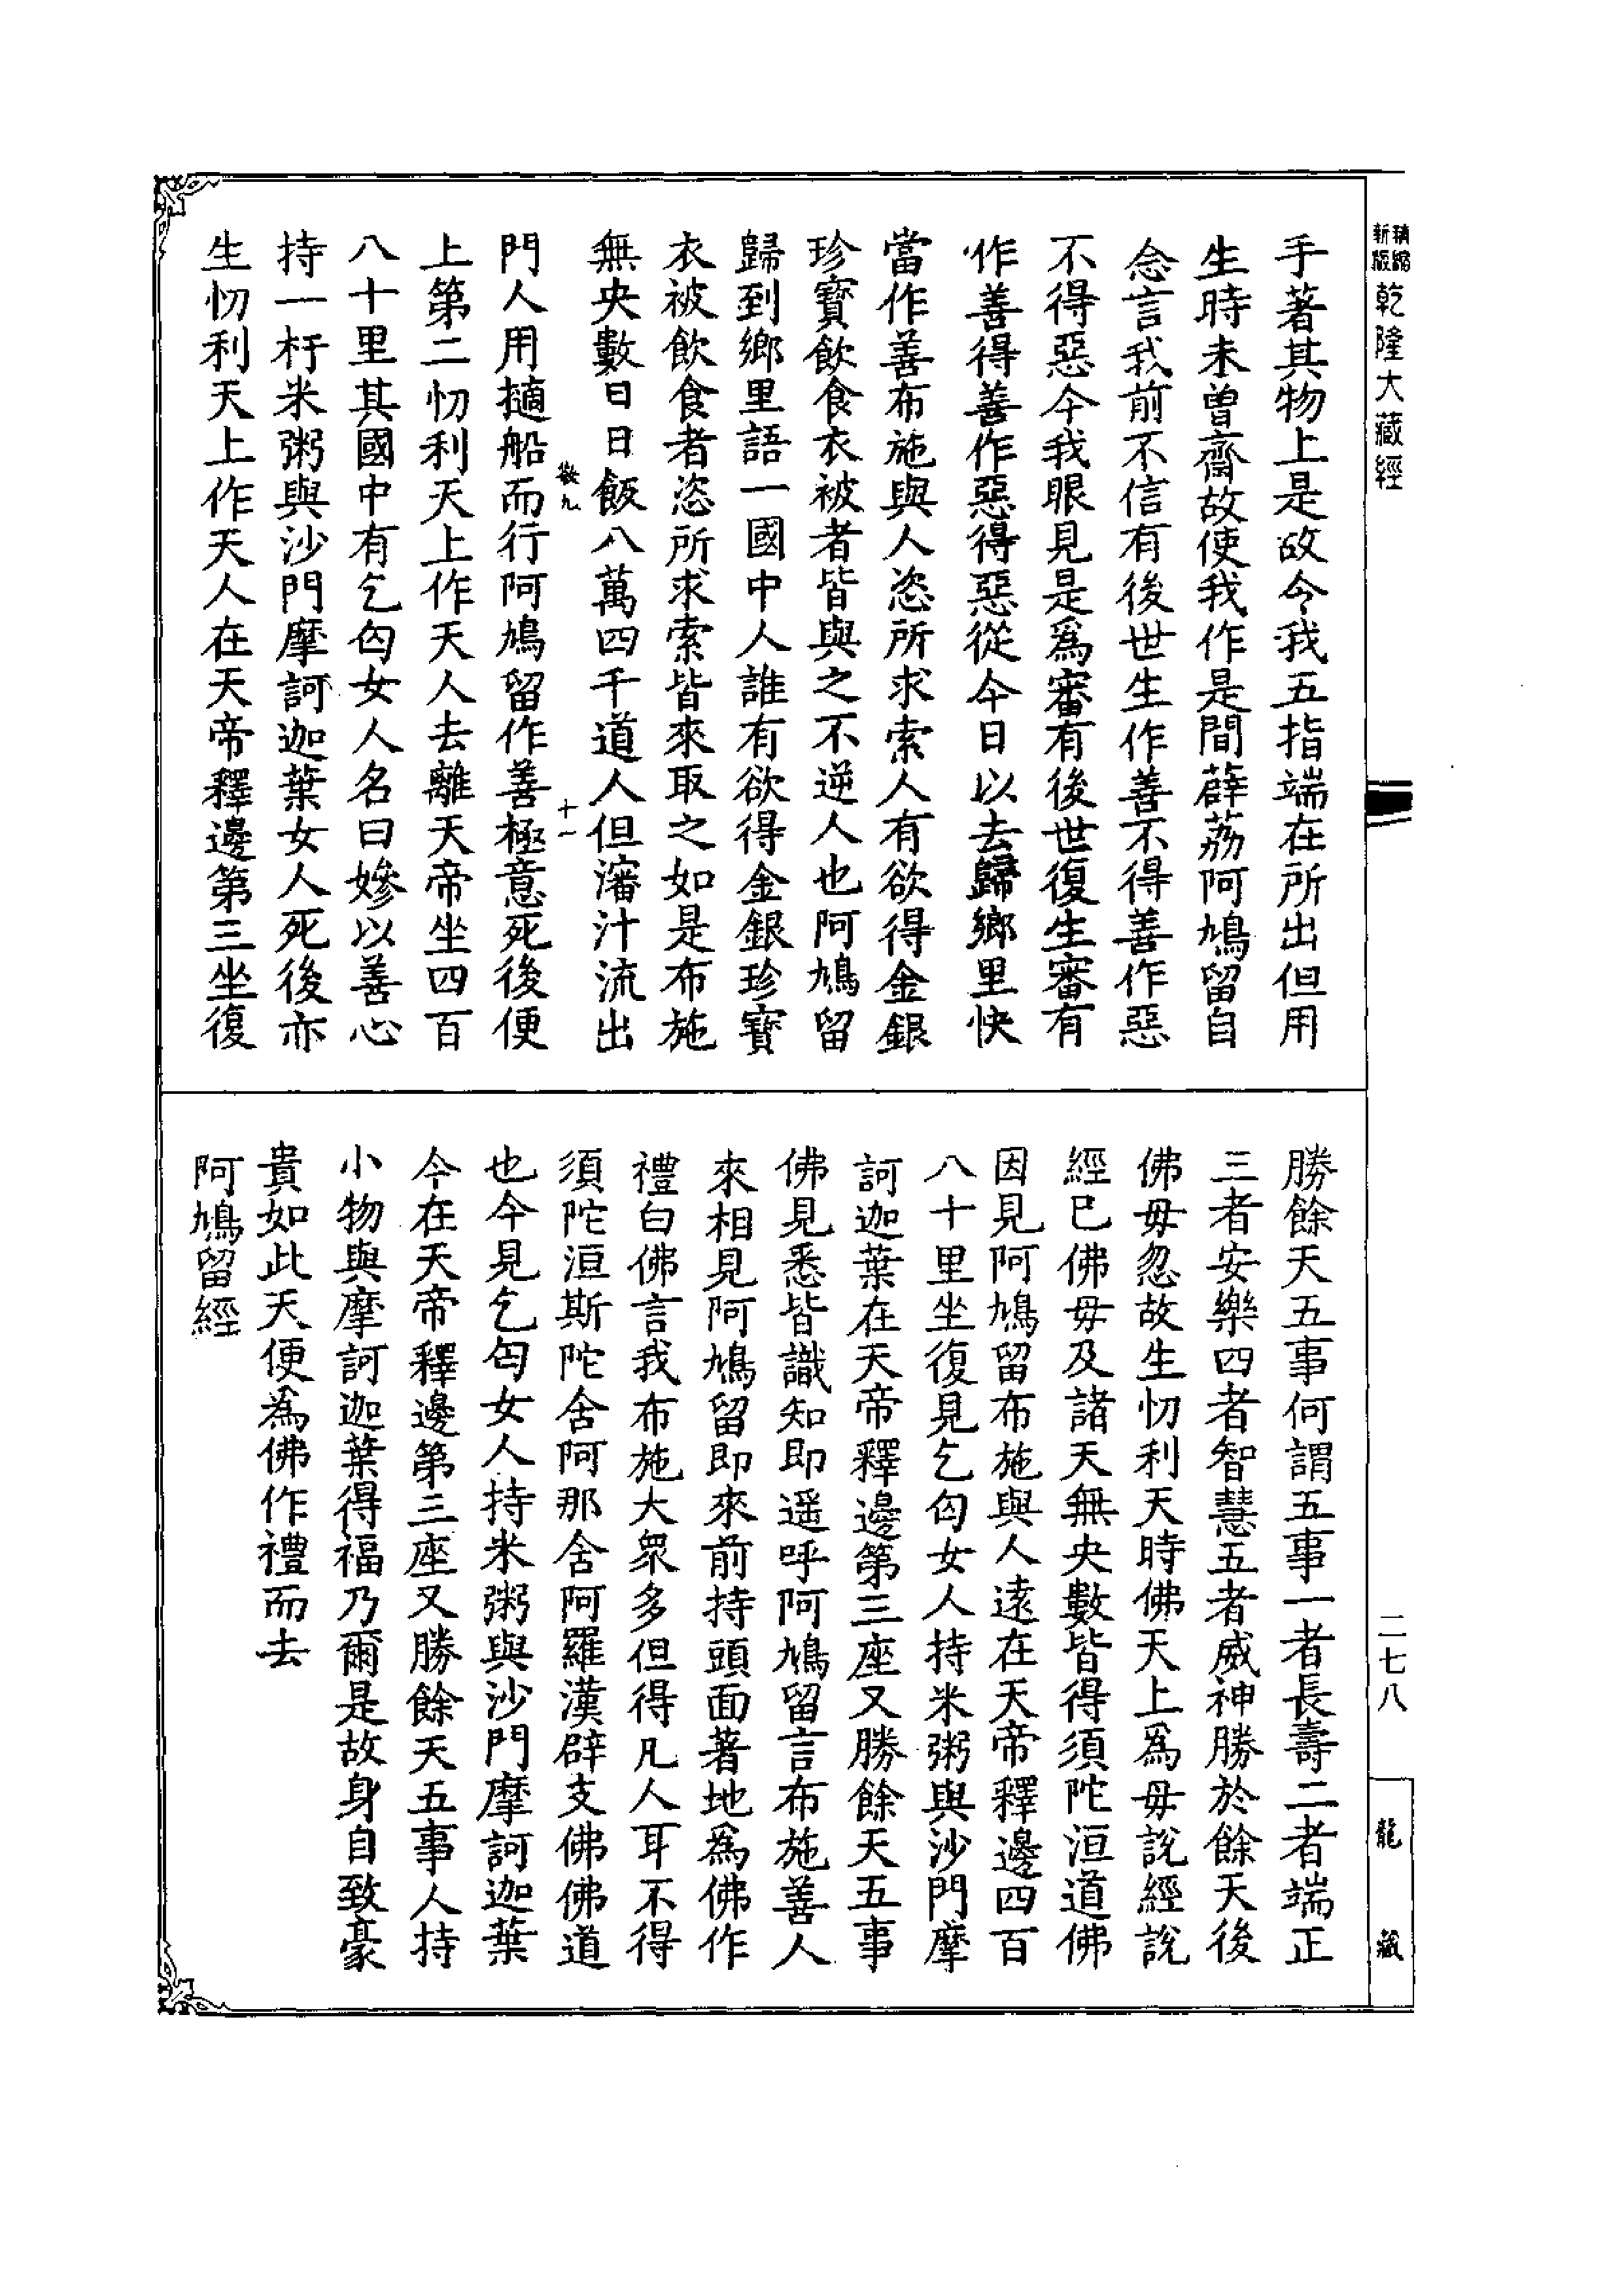 精縮新版乾隆大藏經
手著其物上是故今我五指端在所出但用
生時未曾齋故使我作是間薜荔阿鳩留自
念言我前不信有後世生作善不得善作惡
不得惡今我眼見是爲審有後世復生審有
作善得善作惡得惡從今日以去歸鄉里快
當作善布施與人恣所求索人有欲得金銀
珍寶飲食衣被者皆與之不逆人也阿鳩留
歸到鄉里語一國中人誰有欲得金銀珍寶
衣被飲食者恣所求索皆來取之如是布施
無央數日日飯八萬四千道人但瀋汁流出
九 十一
門人用䢐船而行阿鳩留作善極意死後便
上第二忉利天上作天人去離天帝坐四百
八十里其國中有乞匃女人名曰㜗以善心
持一杅米粥與沙門摩訶迦葉女人死後亦
生忉利天上作天人在天帝釋邊第三坐復
勝餘天五事何謂五事一者長壽二者端正
三者安樂四者智慧五者威神勝於餘天後
佛毋忽故生忉利天時佛天上爲毋說經說
經巳佛毋及諸天無央數皆得須陀洹道佛
因見阿鳩留布施與人遠在天帝釋邊四百
八十里坐復見乞匃女人持米粥與沙門摩
訶迦葉在天帝釋邊第三座又勝餘天五事
佛見悉皆識知即遥呼阿鳩留言布施善人
來相見阿鳩留即來前持頭面著地爲佛作
禮白佛言我布施大眾多但得凡人耳不得
須陀洹斯陀含阿那含阿羅漢辟支佛佛道
也今見乞匃女人持米粥與沙門摩訶迦葉
今在天帝釋邊第三座又勝餘天五事人持
小物與摩訶迦葉得福乃爾是故身自致豪
貴如此天便爲佛作禮而去
阿鳩留經
二七八
龍藏